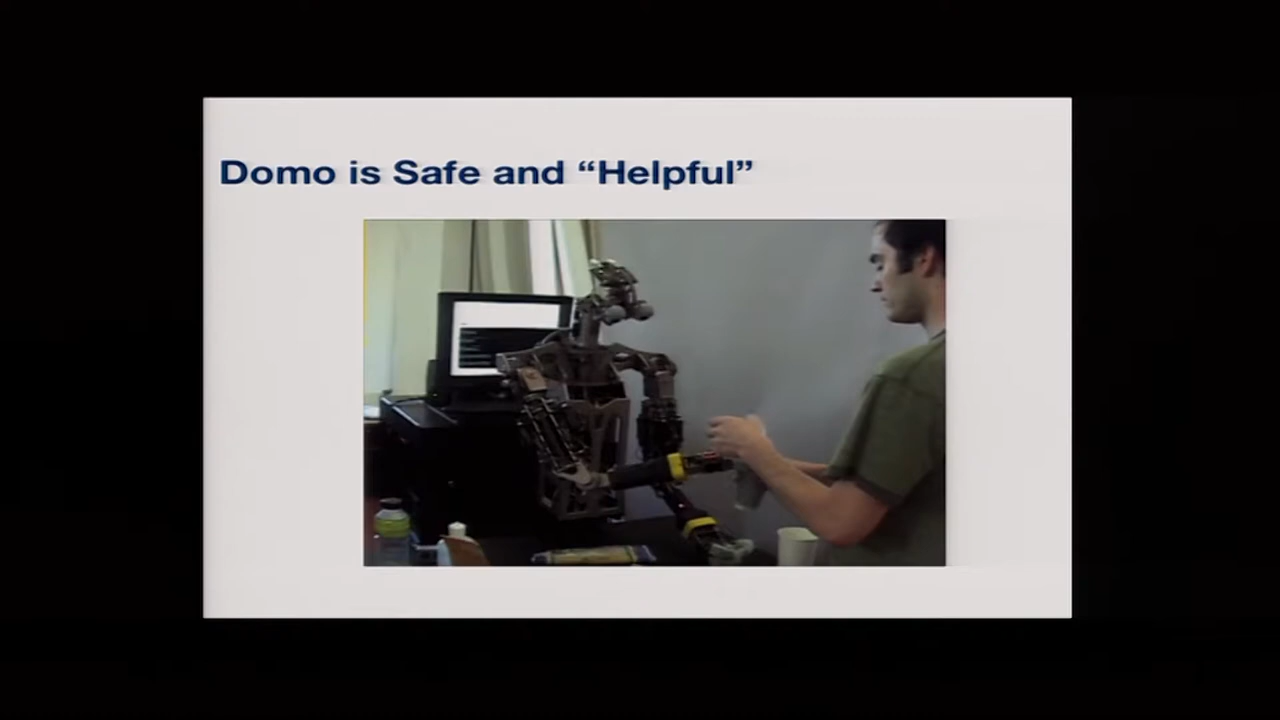 Domo is Safe and “Helpful”